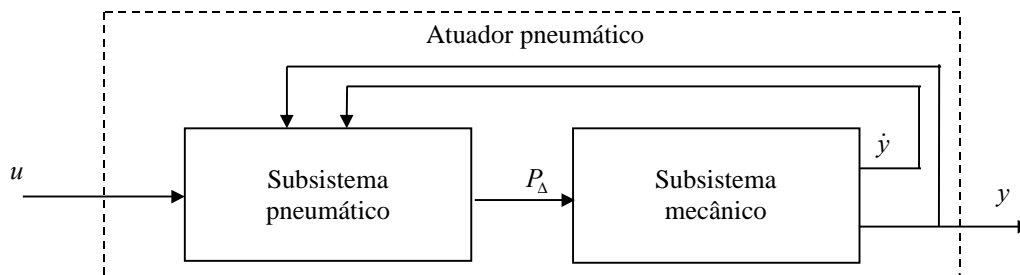 Atuador pneumático
u
Subsistema
pneumático
P_Δ
Subsistema
mecânico
ẏ
y